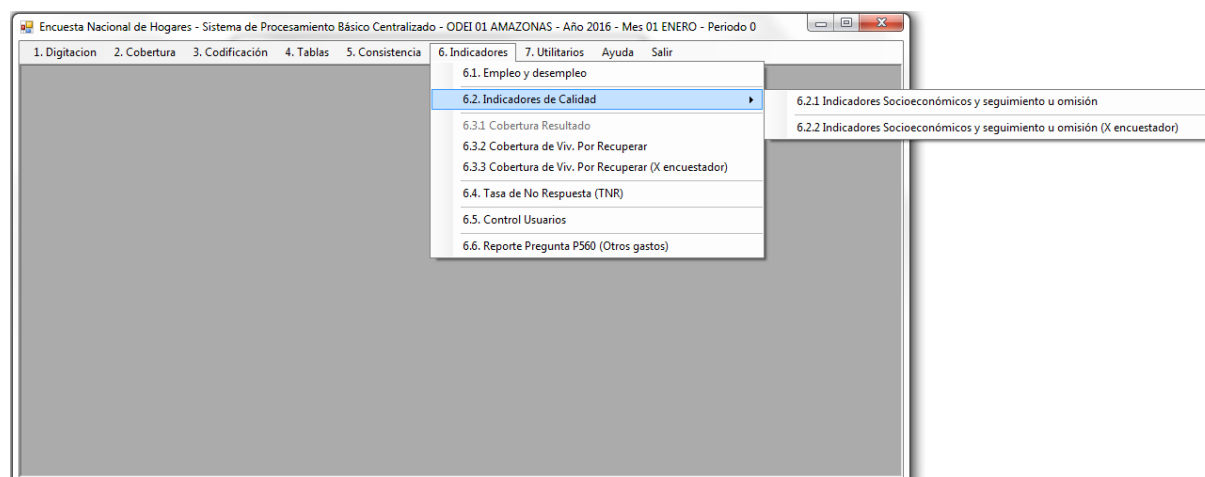 Encuesta Nacional de Hogares - Sistema de Procesamiento Básico Centralizado - ODEI 01 AMAZONAS - Año 2016 - Mes 01 ENERO - Periodo 0
1. Digitacion 2. Cobertura 3. Codificación 4. Tablas 5. Consistencia 6. Indicadores 7. Utilitarios Ayuda Salir
6.1. Empleo y desempleo
6.2. Indicadores de Calidad
6.2.1 Indicadores Socioeconómicos y seguimiento u omisión
6.2.2 Indicadores Socioeconómicos y seguimiento u omisión (X encuestador)
6.3.1 Cobertura Resultado
6.3.2 Cobertura de Viv. Por Recuperar
6.3.3 Cobertura de Viv. Por Recuperar (X encuestador)
6.4. Tasa de No Respuesta (TNR)
6.5. Control Usuarios
6.6. Reporte Pregunta P560 (Otros gastos)